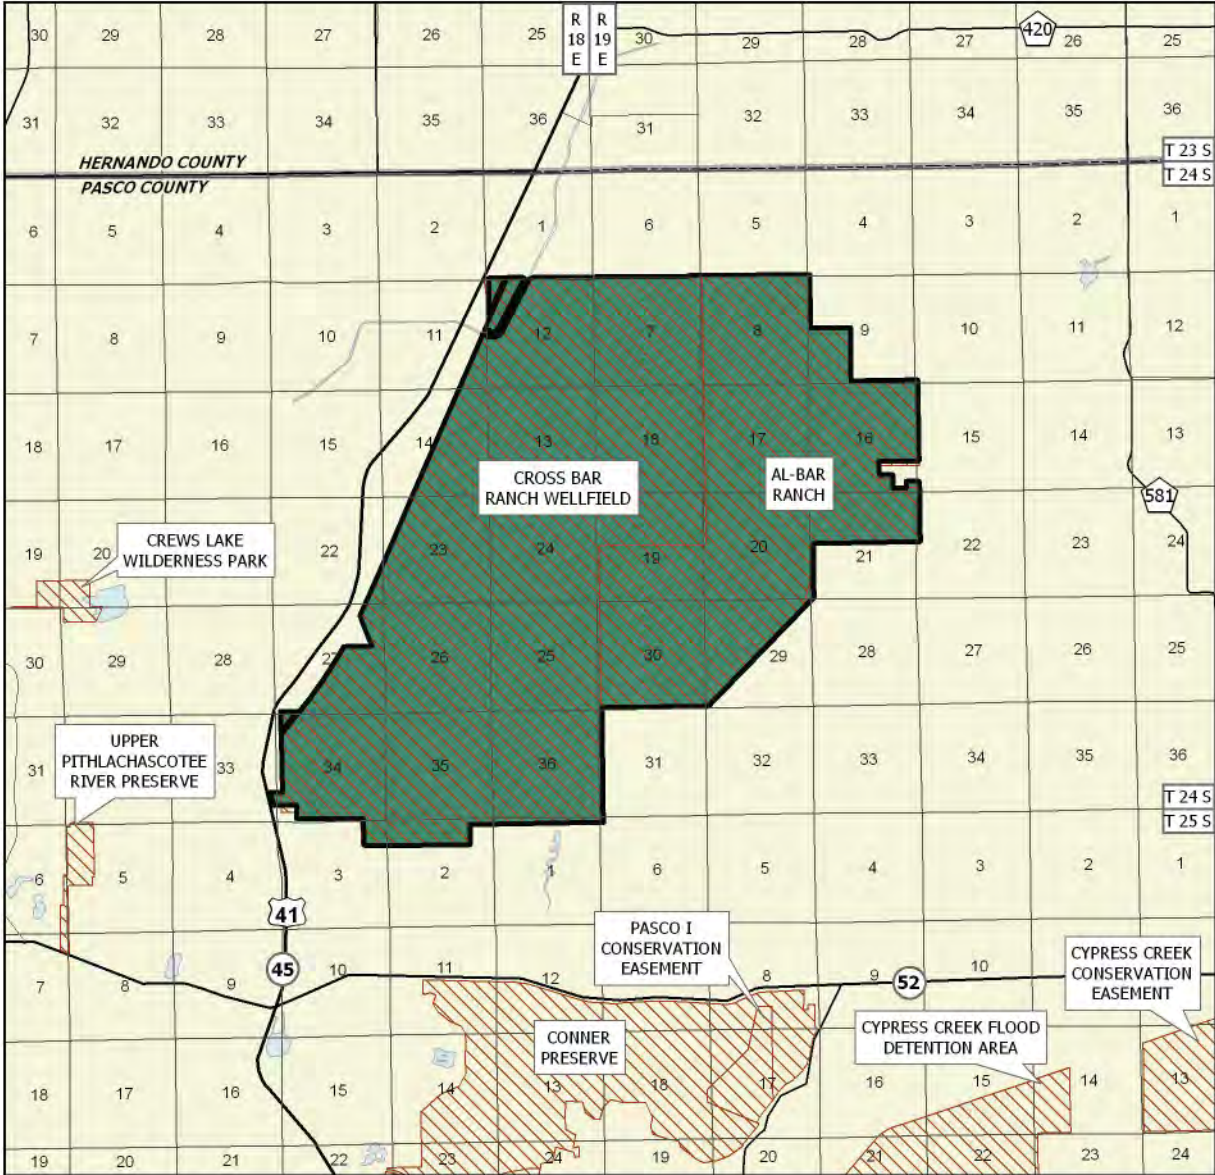 30 29 28 27 26 25 R 18 E R 19 E 30 29 28 27 420 26 25
31 32 33 34 35 36 31 32 33 34 35 36
HERNANDO COUNTY
PASCO COUNTY
T 23 S
T 24 S
6 5 4 3 2 1 6 5 4 3 2 1
7 8 9 10 11 12 7 8 9 10 11 12
18 17 16 15 14 13 18 17 16 15 14 13
CROSS BAR
RANCH WELLFIELD
AL-BAR
RANCH
581
19 20 22 23 24 19 20 21 22 23 24
CREWS LAKE
WILDERNESS PARK
30 29 28 27 26 25 30 29 28 27 26 25
31 33 34 35 36 31 32 33 34 35 36
UPPER
PITHLACHASCOTEE
RIVER PRESERVE
T 24 S
T 25 S
6 5 4 3 2 1 6 5 4 3 2 1
41
PASCO I
CONSERVATION
EASEMENT
CYPRESS CREEK
CONSERVATION
EASEMENT
7 8 9 45 10 11 12 8 9 52 10
CONNER
PRESERVE
CYPRESS CREEK FLOOD
DETENTION AREA
18 17 16 15 14 13 18 17 16 15 14 13
19 20 21 22 23 24 19 20 21 22 23 24